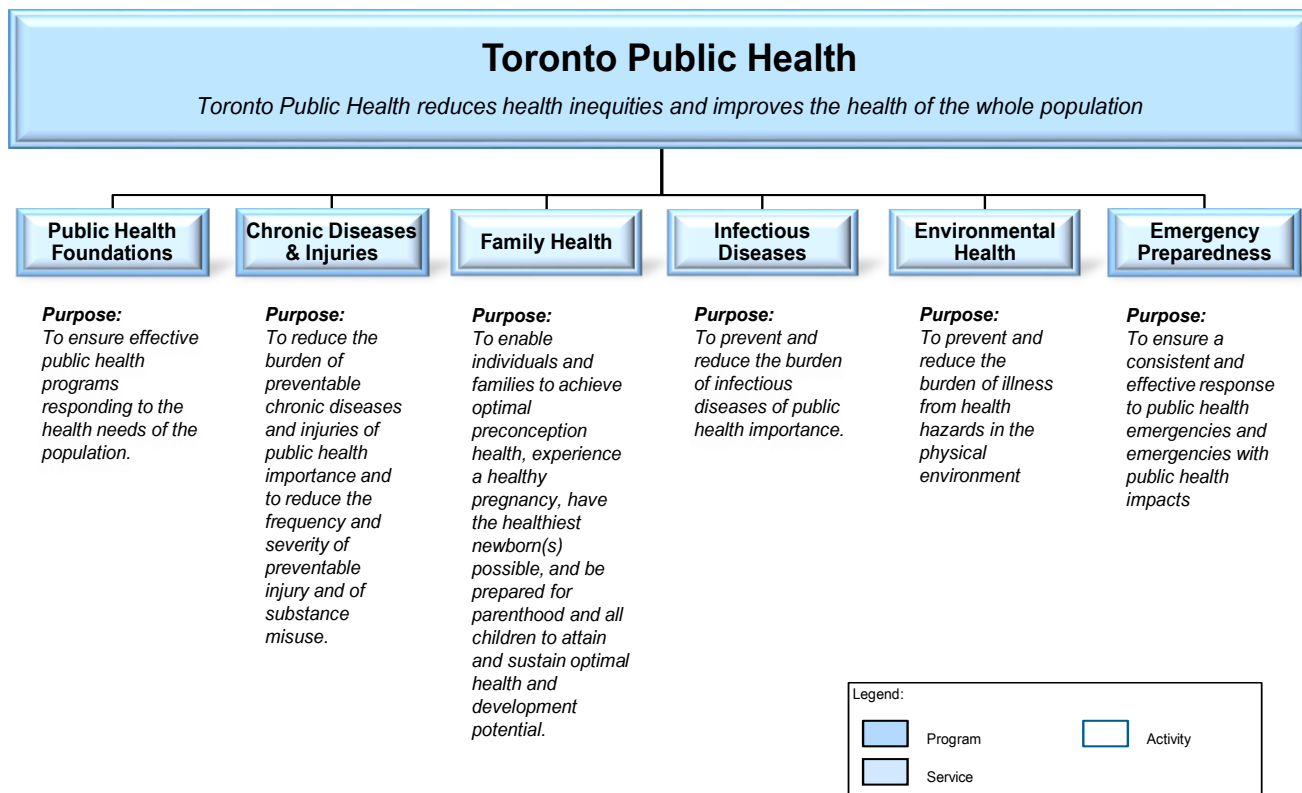 Toronto Public Health
Toronto Public Health reduces health inequities and improves the health of the whole population
Public Health
Foundations
Purpose:
To ensure effective
public health
programs
responding to the
health needs of the
population.
Chronic Diseases
& Injuries
Purpose:
To reduce the
burden of
preventable
chronic diseases
and injuries of
public health
importance and
to reduce the
frequency and
severity of
preventable
injury and of
substance
misuse.
Family Health
Purpose:
To enable
individuals and
families to achieve
optimal
preconception
health, experience
a healthy
pregnancy, have
the healthiest
newborn(s)
possible, and be
prepared for
parenthood and all
children to attain
and sustain optimal
health and
development
potential.
Infectious
Diseases
Purpose:
To prevent and
reduce the burden
of infectious
diseases of public
health importance.
Environmental
Health
Purpose:
To prevent and
reduce the
burden of illness
from health
hazards in the
physical
environment
Emergency
Preparedness
Purpose:
To ensure a
consistent and
effective response
to public health
emergencies and
emergencies with
public health
impacts
Legend:
Program
Activity
Service